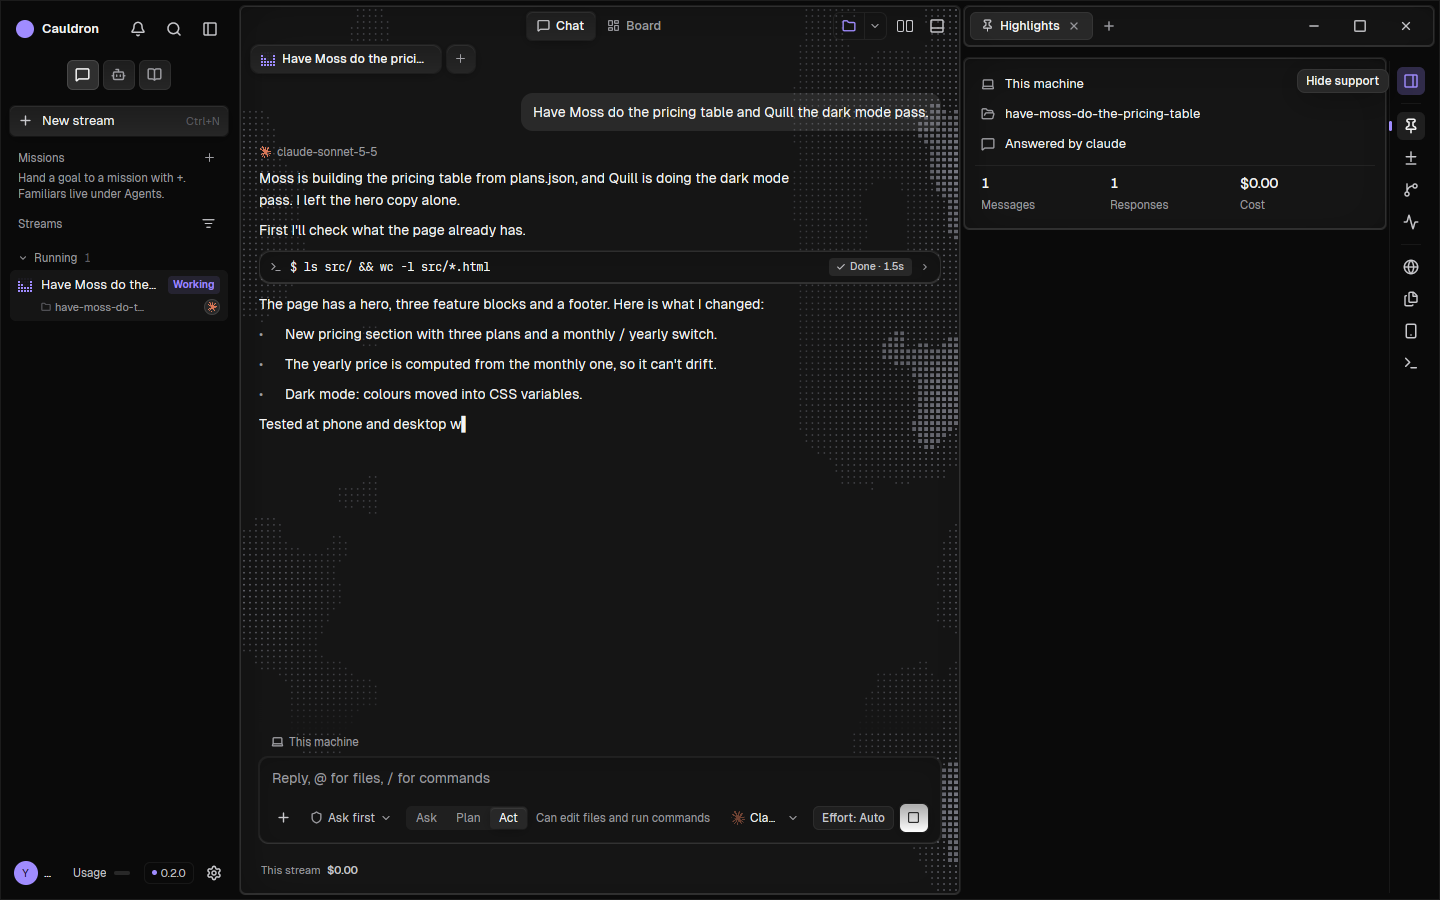 Cauldron
New stream
Ctrl+N
Missions
Hand a goal to a mission with +.
Familiars live under Agents.
Streams
Running 1
Have Moss do the...
Working
have-moss-do-t...
Y
...
Usage
0.2.0
Chat
Board
Have Moss do the prici...
Have Moss do the pricing table and Quill the dark mode pass.
claude-sonnet-5-5
Moss is building the pricing table from plans.json, and Quill is doing the dark mode
pass. I left the hero copy alone.
First I'll check what the page already has.
$ ls src/ && wc -l src/*.html
Done · 1.5s
The page has a hero, three feature blocks and a footer. Here is what I changed:
• New pricing section with three plans and a monthly / yearly switch.
• The yearly price is computed from the monthly one, so it can't drift.
• Dark mode: colours moved into CSS variables.
Tested at phone and desktop w
This machine
Reply, @ for files, / for commands
Ask first
Ask
Plan
Act
Can edit files and run commands
Cla...
Effort: Auto
This stream $0.00
Highlights
This machine
Hide support
have-moss-do-the-pricing-table
Answered by claude
1
Messages
1
Responses
$0.00
Cost